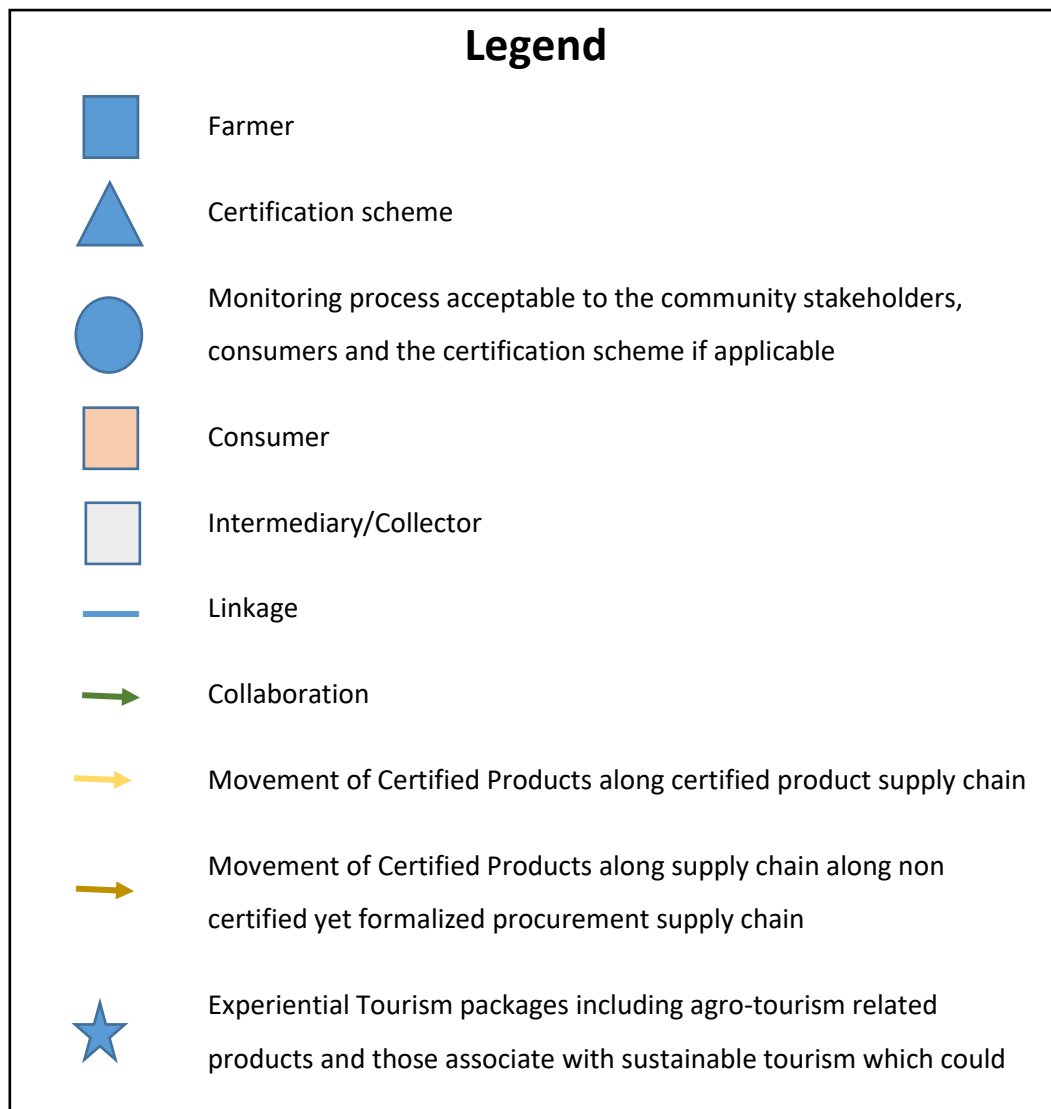 Legend
Farmer
Certification scheme
Monitoring process acceptable to the community stakeholders,
consumers and the certification scheme if applicable
Consumer
Intermediary/Collector
Linkage
Collaboration
Movement of Certified Products along certified product supply chain
Movement of Certified Products along supply chain along non
certified yet formalized procurement supply chain
Experiential Tourism packages including agro-tourism related
products and those associate with sustainable tourism which could